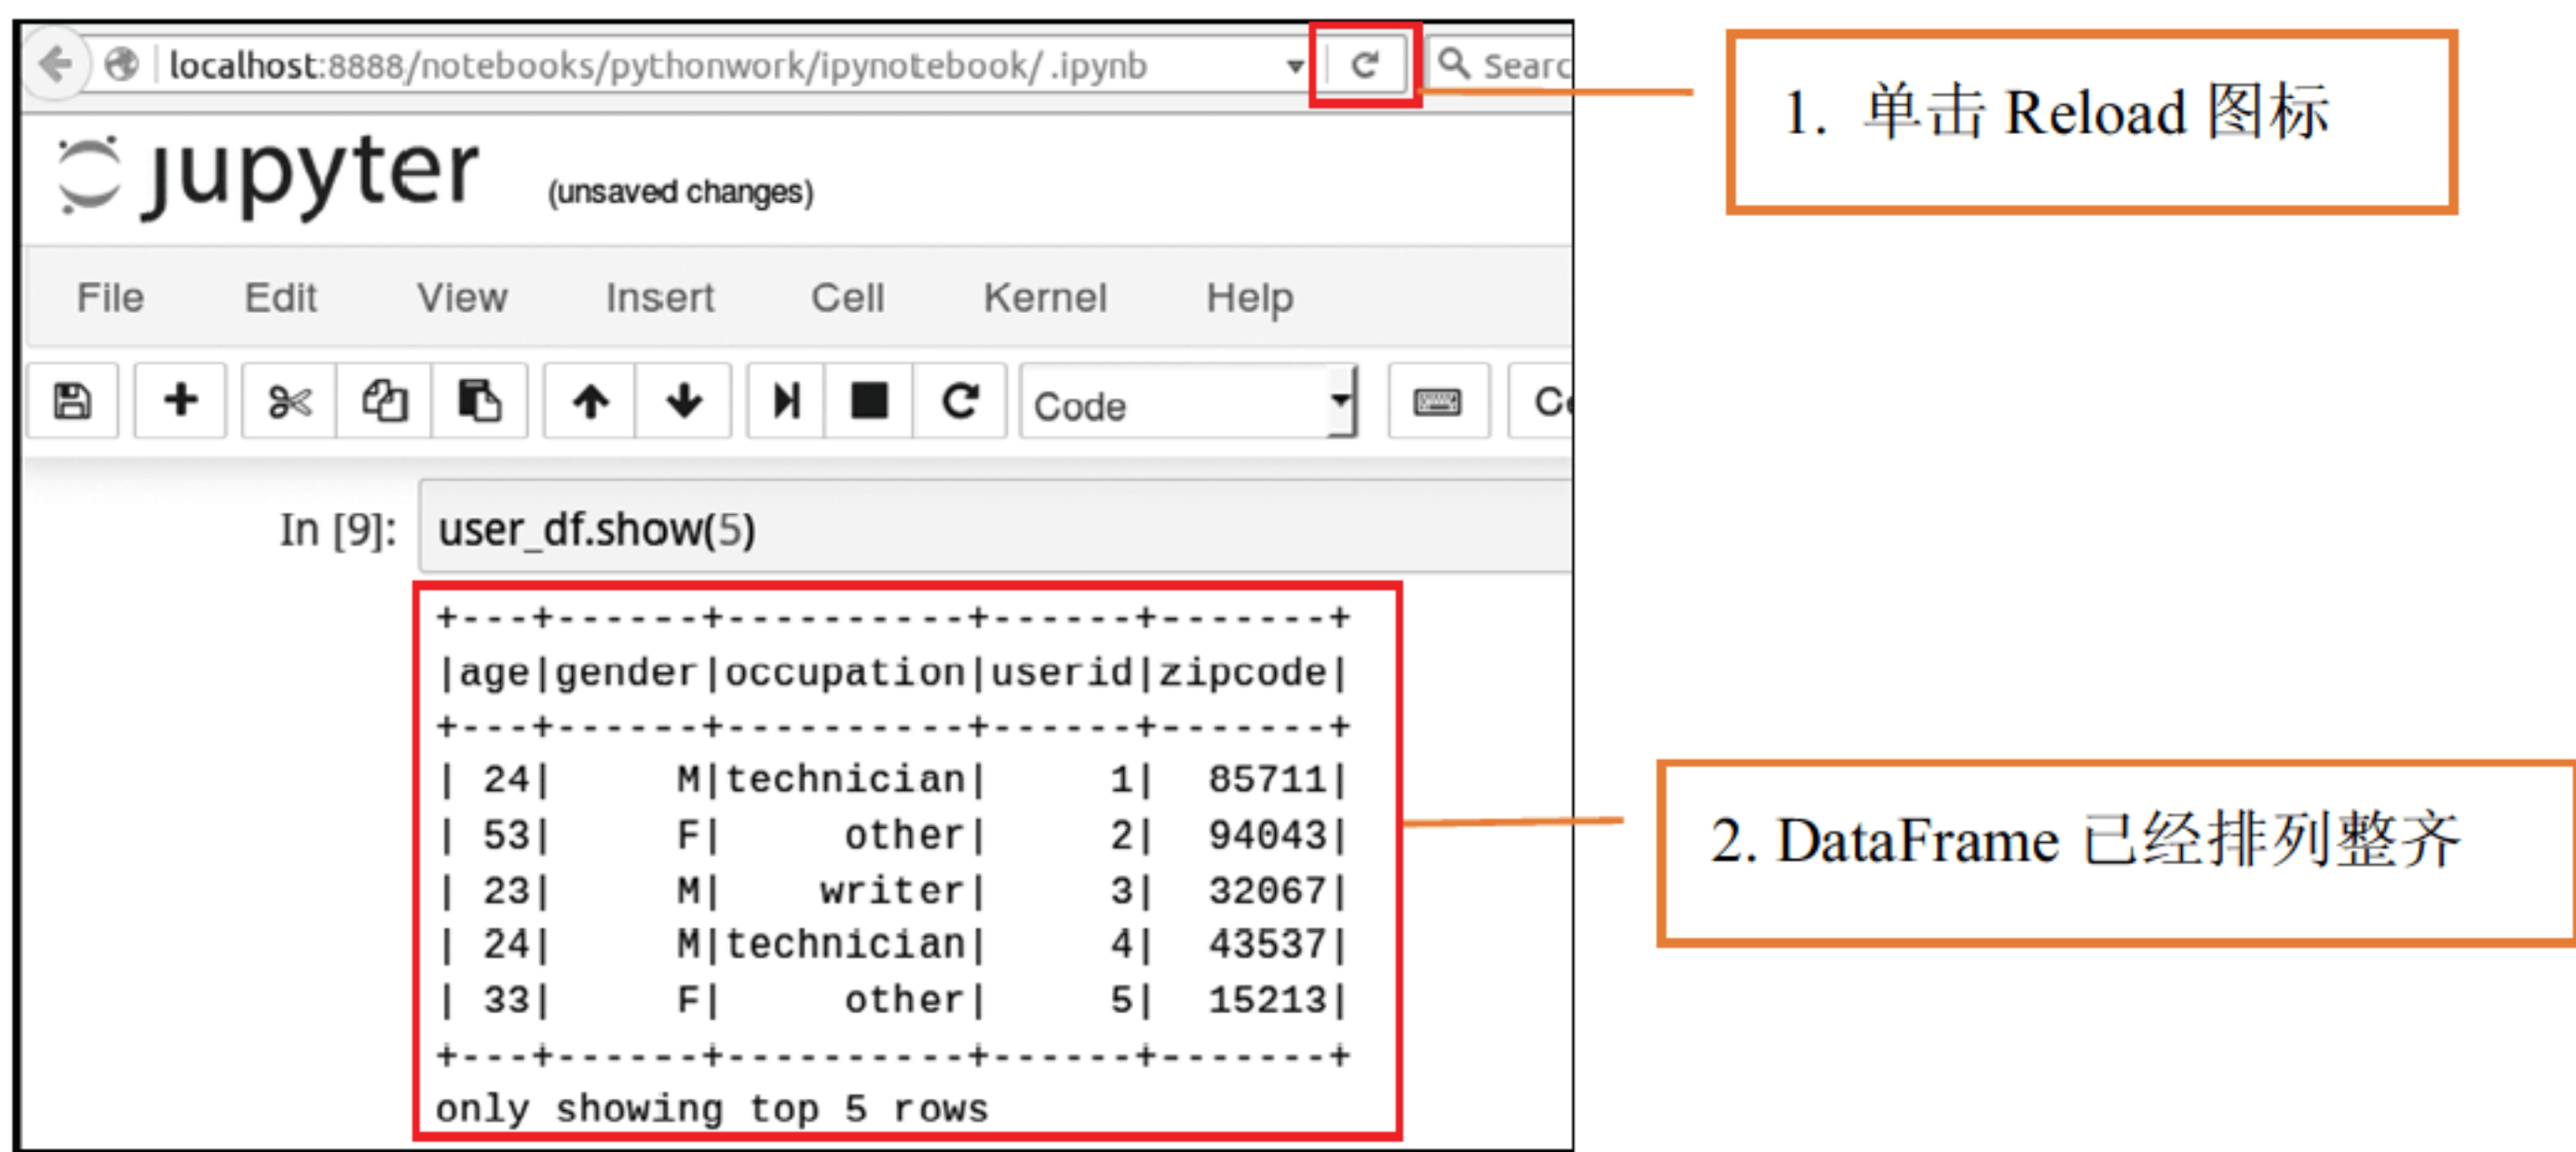 localhost:8888/notebooks/pythonwork/ipynotebook/ .ipynb
Searc
1. 单击 Reload 图标
jupyter (unsaved changes)
File Edit View Insert Cell Kernel Help
Code
In [9]: user_df.show(5)
+---+------+----------+------+-------+
|age|gender|occupation|userid|zipcode|
+---+------+----------+------+-------+
| 24|     M|technician|     1|  85711|
| 53|     F|     other|     2|  94043|
| 23|     M|    writer|     3|  32067|
| 24|     M|technician|     4|  43537|
| 33|     F|     other|     5|  15213|
+---+------+----------+------+-------+
only showing top 5 rows
2. DataFrame 已经排列整齐